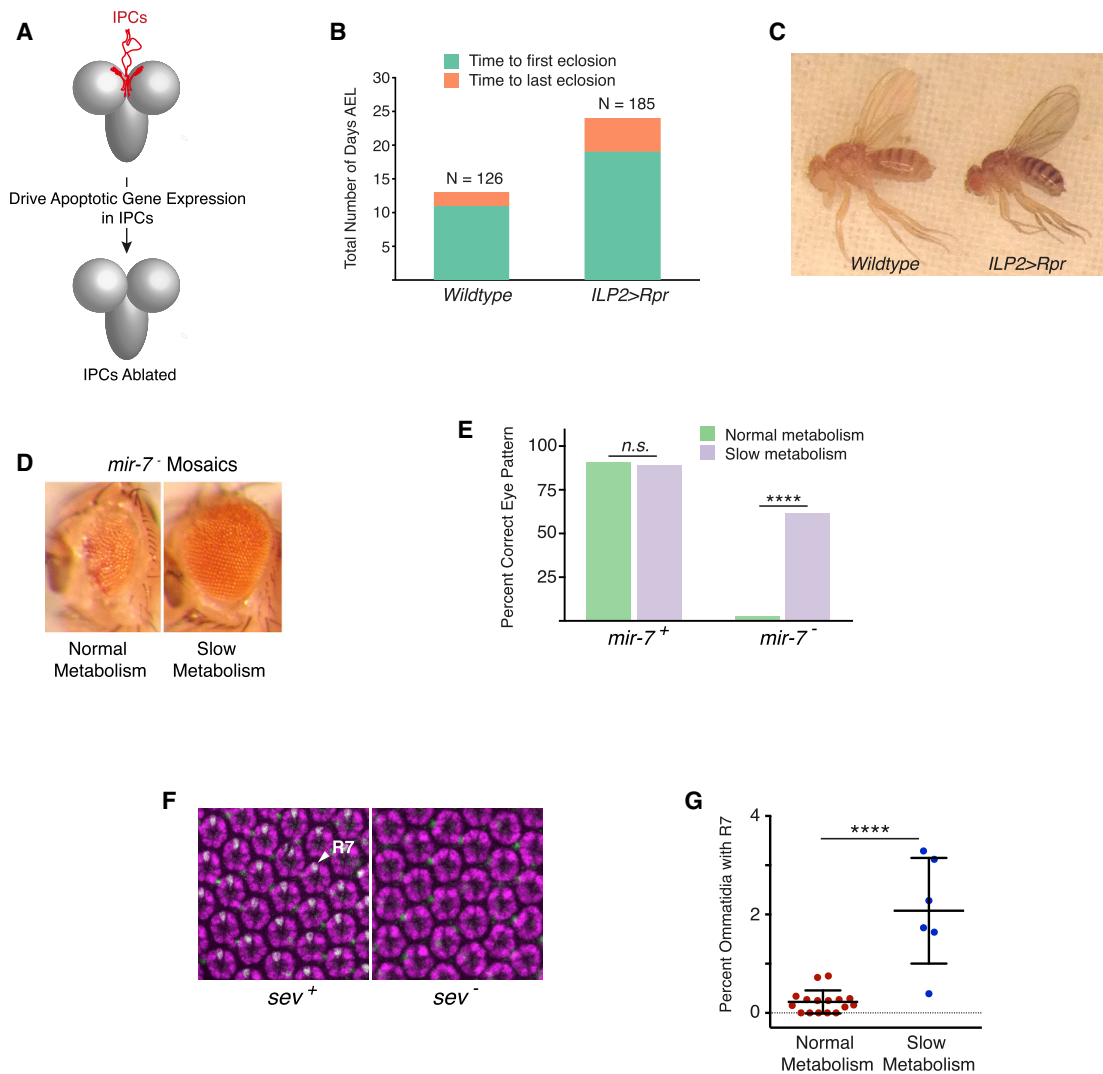 A
IPCs
Drive Apoptotic Gene Expression
in IPCs
IPCs Ablated
B
Time to first eclosion
Time to last eclosion
Total Number of Days AEL
30
25
20
15
10
5
N = 126
N = 185
Wildtype
ILP2>Rpr
C
Wildtype
ILP2>Rpr
D
mir-7 - Mosaics
Normal
Metabolism
Slow
Metabolism
E
Normal metabolism
Slow metabolism
Percent Correct Eye Pattern
100
75
50
25
n.s.
****
mir-7 +
mir-7 -
F
R7
sev +
sev -
G
Percent Ommatidia with R7
4
2
0
****
Normal
Metabolism
Slow
Metabolism